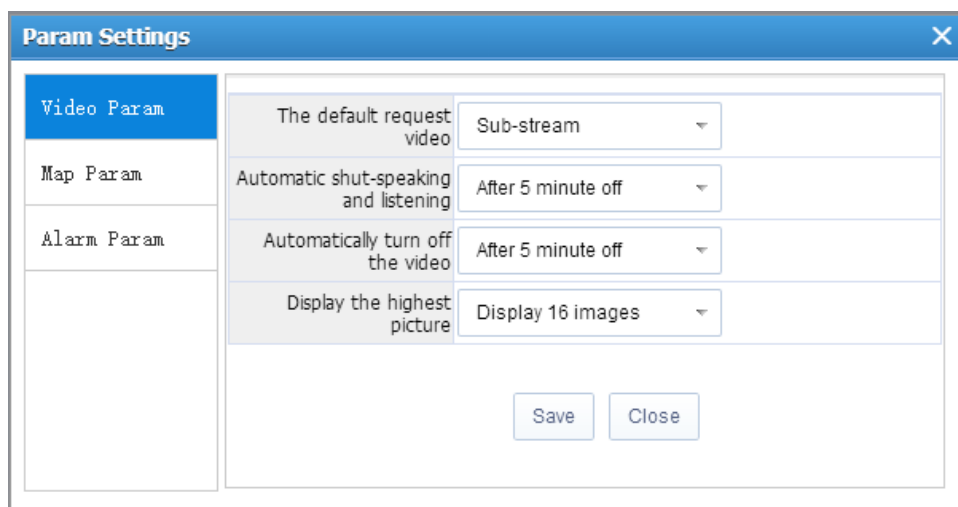 Param Settings
Video Param
Map Param
Alarm Param
The default request
video
Sub-stream
Automatic shut-speaking
and listening
After 5 minute off
Automatically turn off
the video
After 5 minute off
Display the highest
picture
Display 16 images
Save
Close